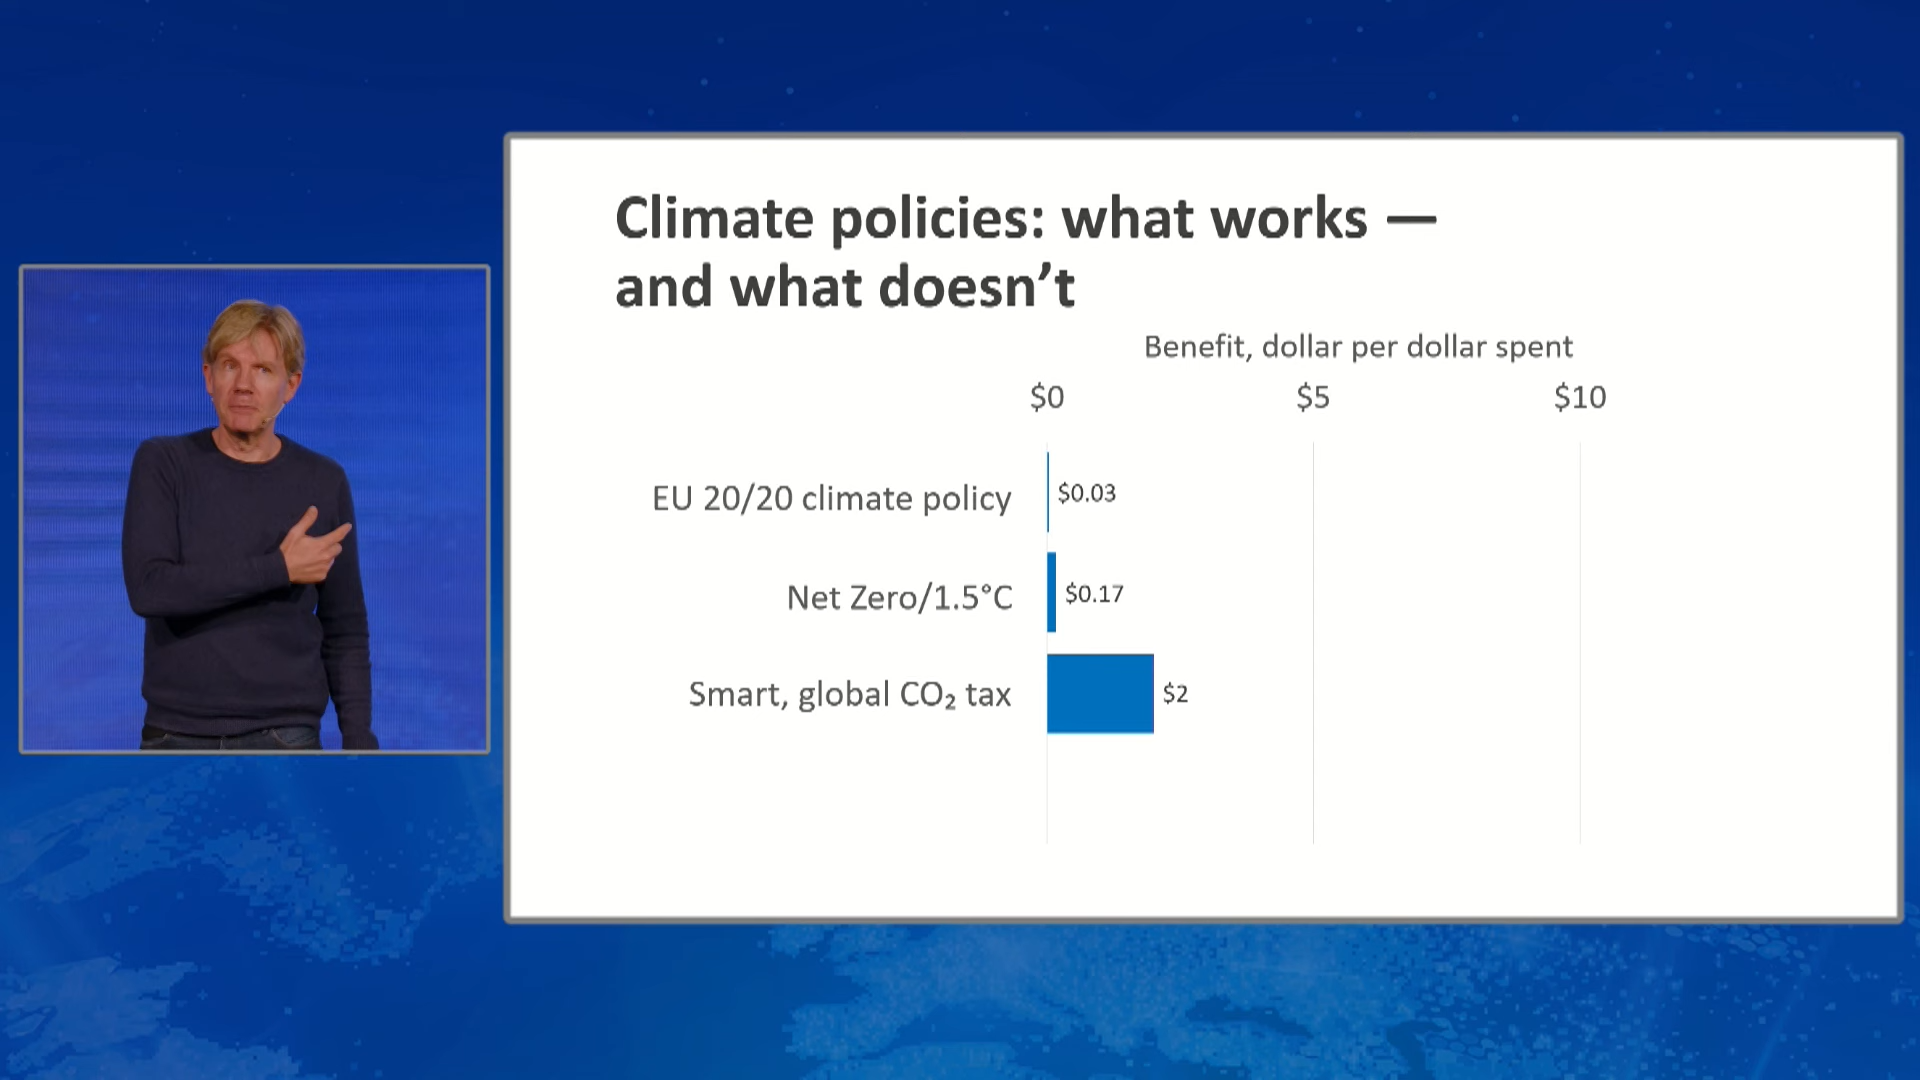 Climate policies: what works —
and what doesn’t
Benefit, dollar per dollar spent
$0 $5 $10
EU 20/20 climate policy $0.03
Net Zero/1.5°C $0.17
Smart, global CO₂ tax $2